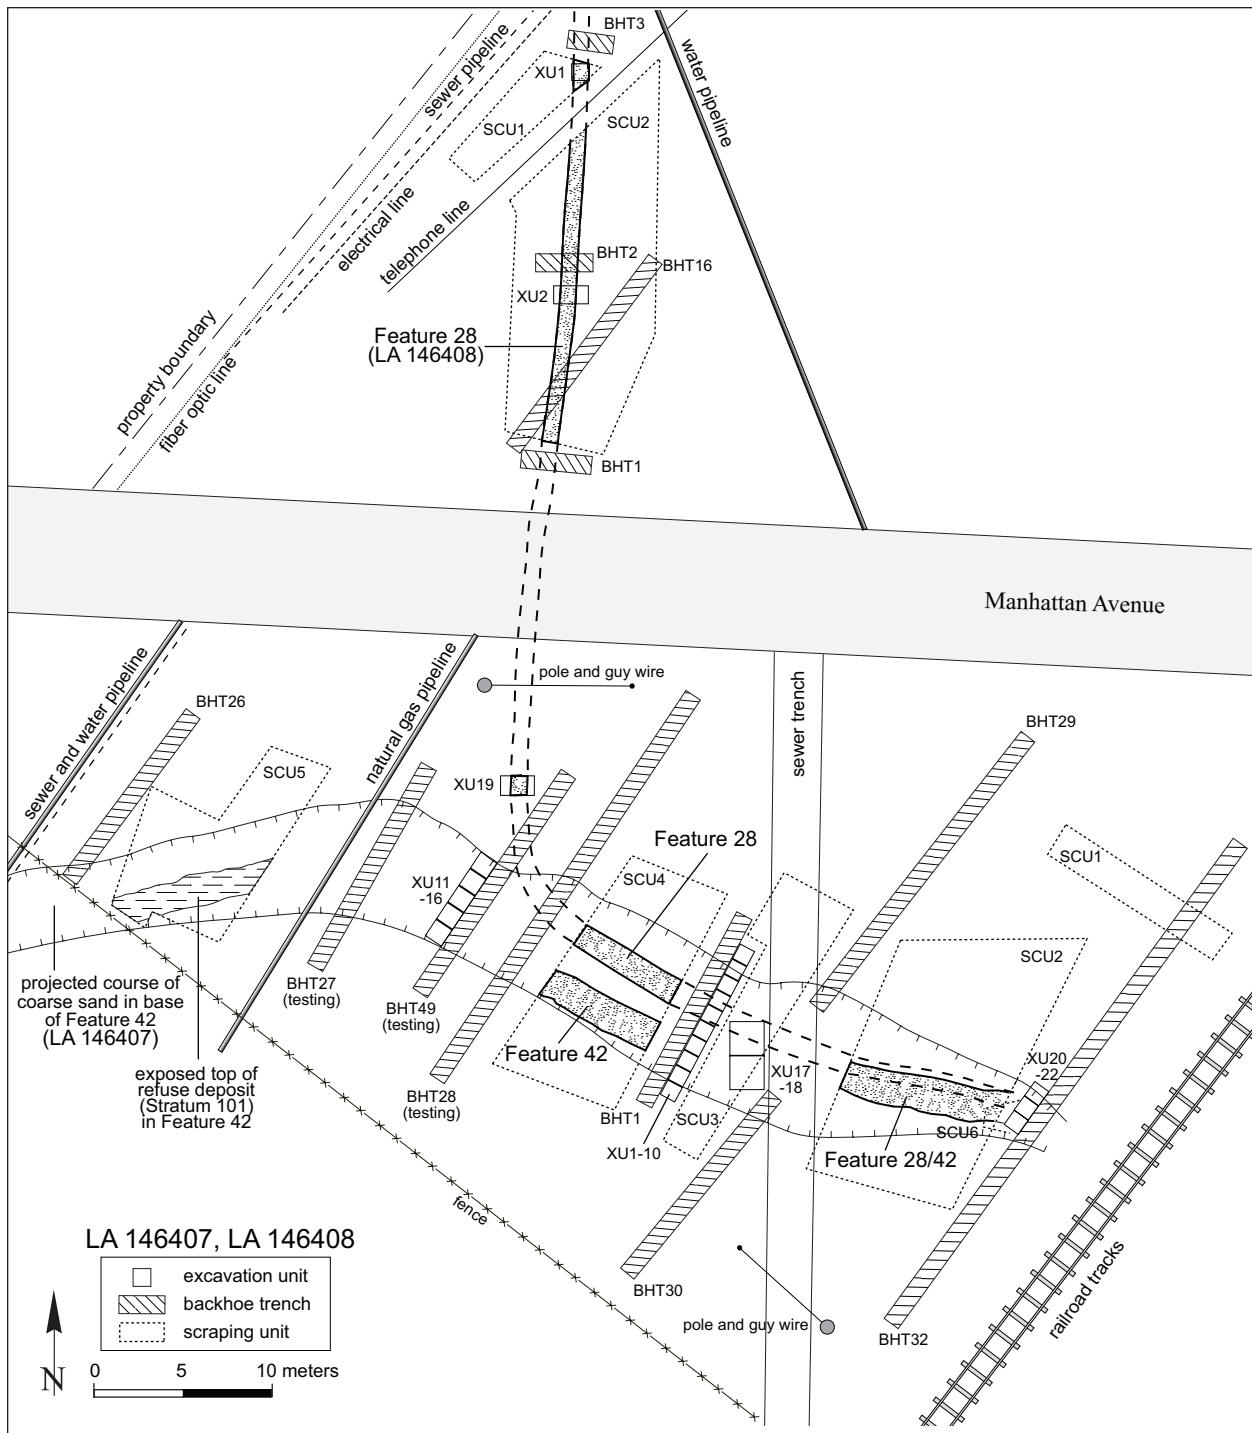 BHT3
sewer pipeline
XU1
water pipeline
SCU1
SCU2
electrical line
telephone line
BHT2
BHT16
XU2
Feature 28
(LA 146408)
property boundary
fiber optic line
BHT1
Manhattan Avenue
sewer and water pipeline
BHT26
natural gas pipeline
pole and guy wire
sewer trench
BHT29
SCU5
XU19
Feature 28
SCU1
XU11
-16
SCU4
SCU2
projected course of
coarse sand in base
of Feature 42
(LA 146407)
BHT27
(testing)
BHT49
(testing)
Feature 42
exposed top of
refuse deposit
(Stratum 101)
in Feature 42
BHT28
(testing)
BHT1
XU17
-18
XU20
-22
SCU3
SCU6
XU1-10
Feature 28/42
fence
BHT30
pole and guy wire
BHT32
railroad tracks
LA 146407, LA 146408
excavation unit
backhoe trench
scraping unit
N
0 5 10 meters